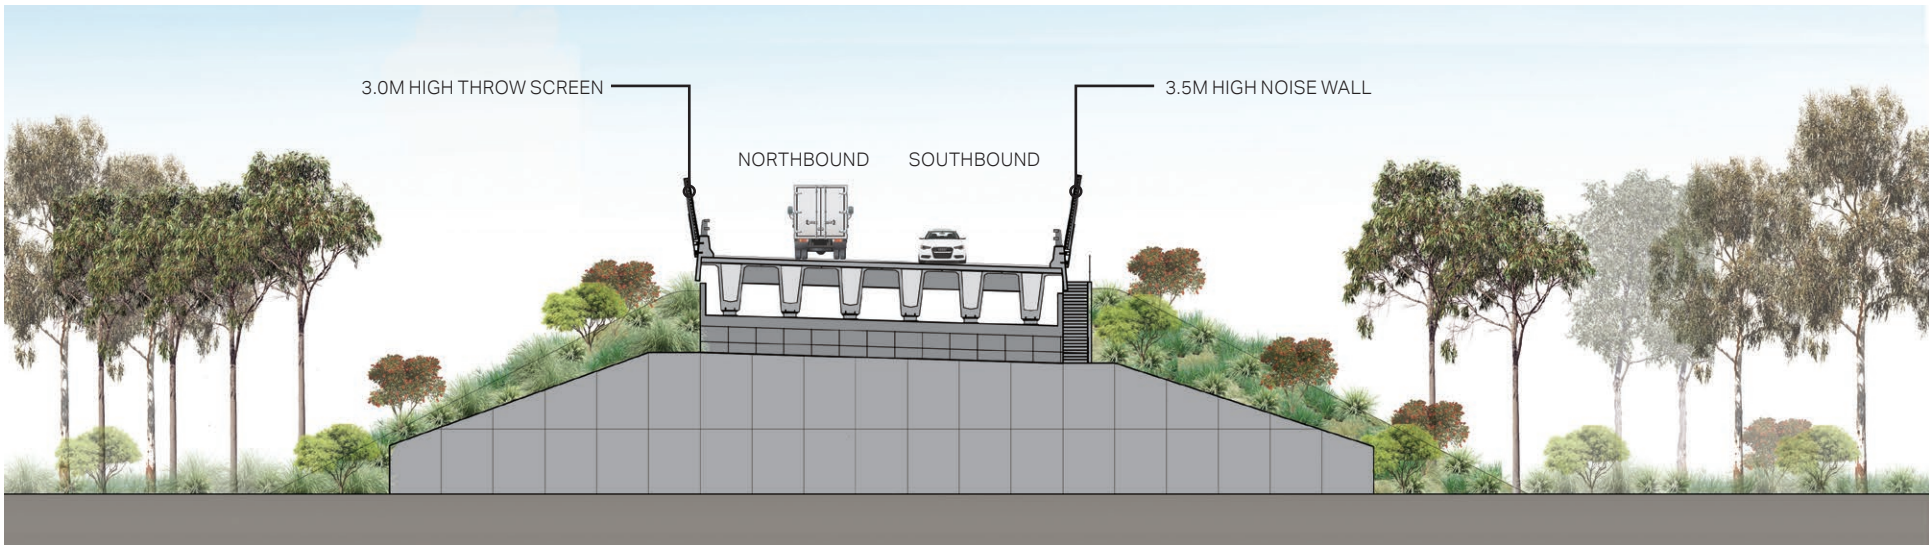 3.0M HIGH THROW SCREEN
3.5M HIGH NOISE WALL
NORTHBOUND
SOUTHBOUND